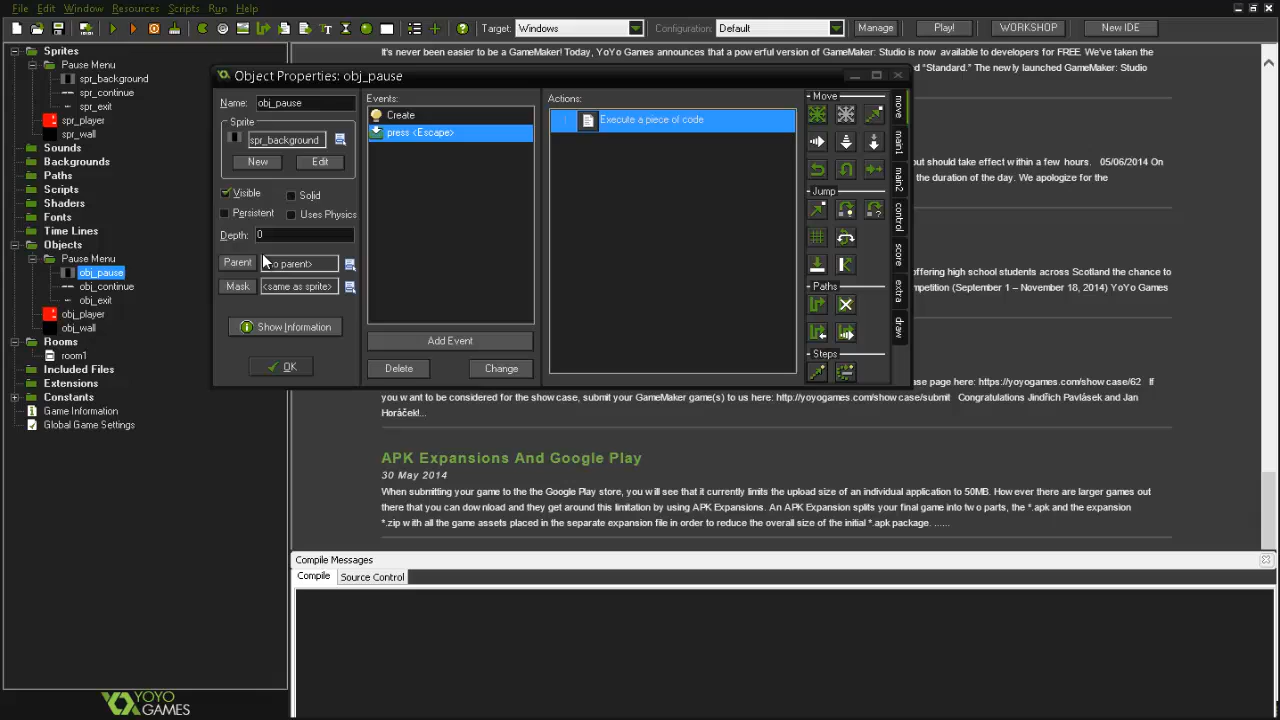 File Edit Window Resources Scripts Run Help
Target: Windows Configuration: Default Manage Play! WORKSHOP New IDE
Sprites
Pause Menu
spr_background
spr_continue
spr_exit
spr_player
spr_wall
Sounds
Backgrounds
Paths
Scripts
Shaders
Fonts
Time Lines
Objects
Pause Menu
obj_pause
obj_continue
obj_exit
obj_player
obj_wall
Rooms
room1
Included Files
Extensions
Constants
Game Information
Global Game Settings
YOYO
GAMES
It's never been easier to be a GameMaker! Today, YoYo Games announces that a powerful version of GameMaker: Studio is now available to developers for FREE. We've taken the
"Standard." The newly launched GameMaker: Studio
out should take effect within a few hours. 05/06/2014 On
the duration of the day. We apologize for the
offering high school students across Scotland the chance to
mpetition (September 1 – November 18, 2014) YoYo Games
se page here: https://yoyogames.com/showcase/62 If
you want to be considered for the showcase, submit your GameMaker game(s) to us here: http://yoyogames.com/showcase/submit Congratulations Jindřich Pavlásek and Jan
Horáček!...
APK Expansions And Google Play
30 May 2014
When submitting your game to the the Google Play store, you will see that it currently limits the upload size of an individual application to 50MB. However there are larger games out
there that you can download and they get around this limitation by using APK Expansions. An APK Expansion splits your final game into two parts, the *.apk and the expansion
*.zip with all the game assets placed in the separate expansion file in order to reduce the overall size of the initial *.apk package. ......
Object Properties: obj_pause
Name: obj_pause
Sprite
spr_background
New Edit
Visible Solid
Persistent Uses Physics
Depth: 0
Parent no parent>
Mask <same as sprite>
Show Information
OK
Events:
Create
press <Escape>
Add Event
Delete Change
Actions:
Execute a piece of code
Move
Jump
Paths
Steps
move
main1
main2
control
score
extra
draw
Compile Messages
Compile Source Control